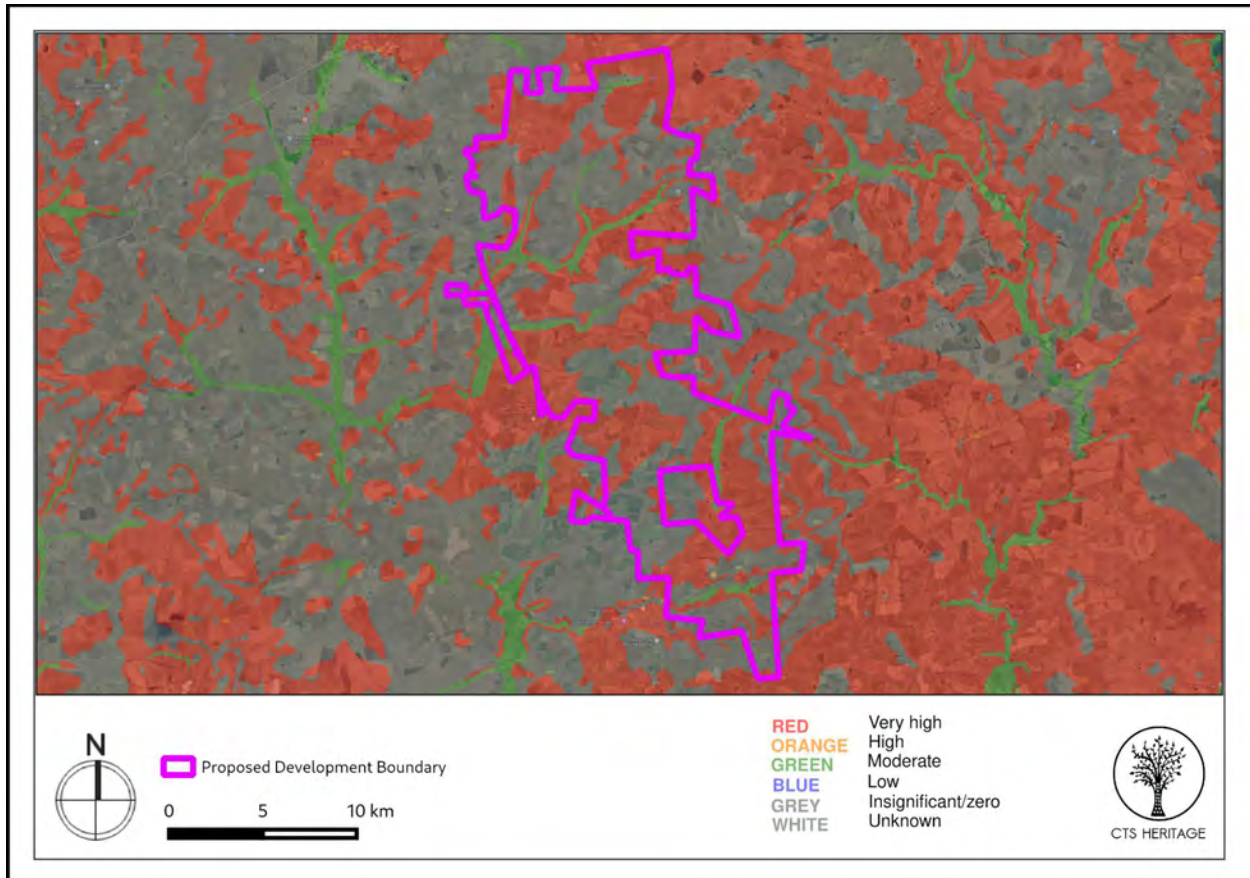 N
Proposed Development Boundary
0 5 10 km
RED Very high
ORANGE High
GREEN Moderate
BLUE Low
GREY Insignificant/zero
WHITE Unknown
CTS HERITAGE